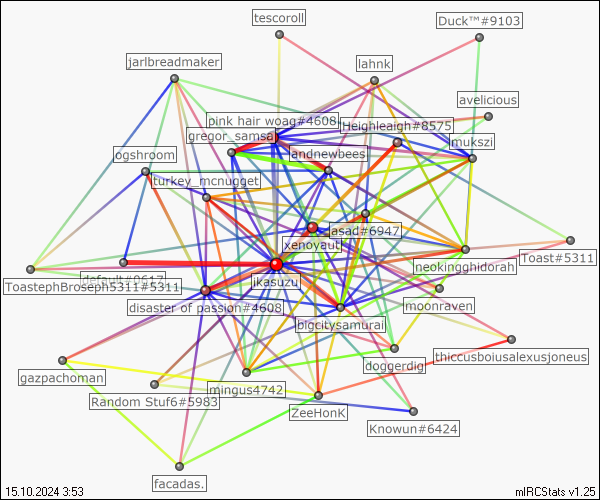 tescoroll
Duck™#9103
jarlbreadmaker
lahnk
avelicious
pink hair woag#4608
Heighleaigh#8575
gregor_samsa
mukszi
ogshroom
andnewbees
turkey_mcnugget
asad#6947
xenoyaut
Toast#5311
neokingghidorah
default#0617
ToastephBroseph5311#5311
jikasuzu
moonraven
disaster of passion#4608
bigcitysamurai
thiccusboiusalexusjoneus
doggerdig
gazpachoman
mingus4742
Random Stuf6#5983
ZeeHonK
Knowun#6424
facadas.
15.10.2024 3:53
mIRCStats v1.25